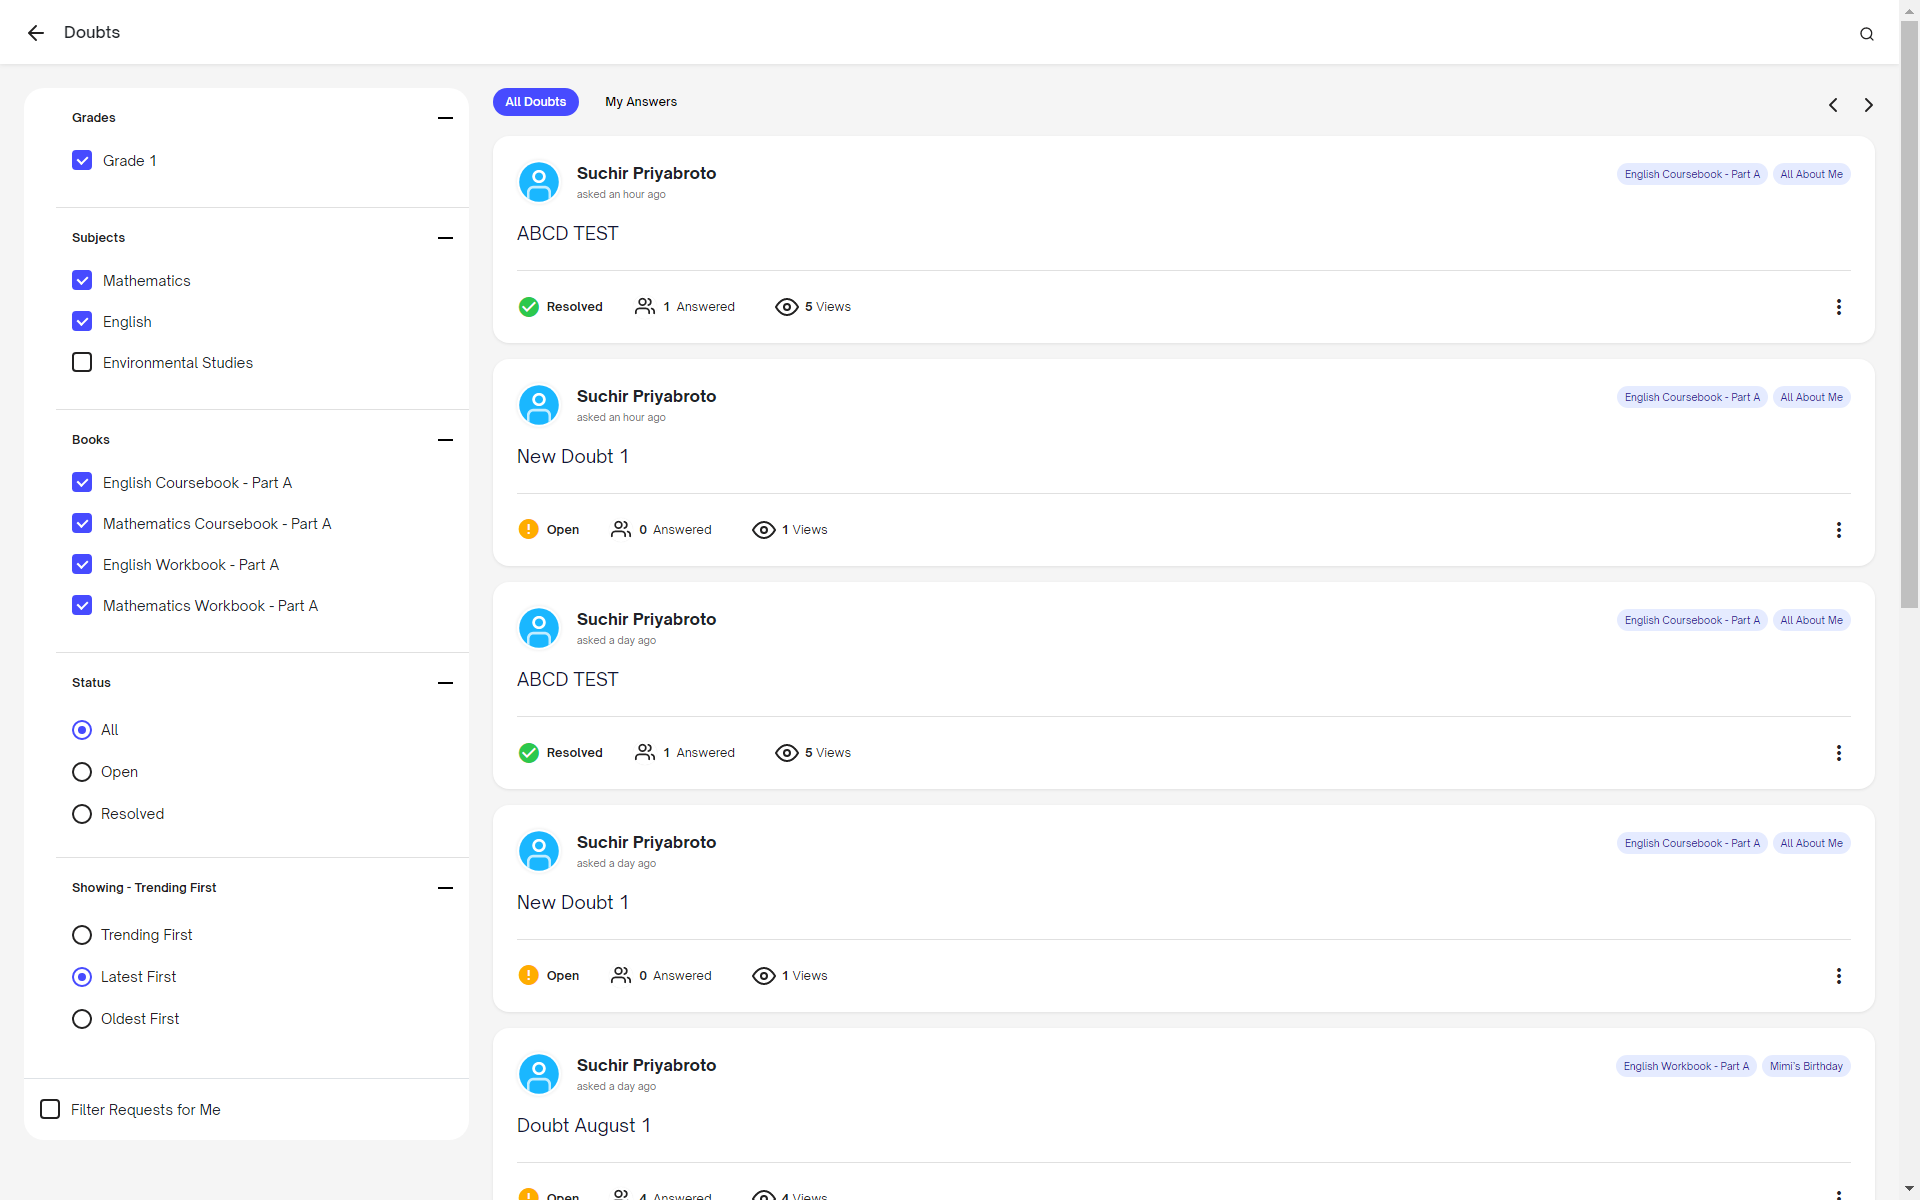 Doubts
Grades
Grade 1
Subjects
Mathematics
English
Environmental Studies
Books
English Coursebook - Part A
Mathematics Coursebook - Part A
English Workbook - Part A
Mathematics Workbook - Part A
Status
All
Open
Resolved
Showing - Trending First
Trending First
Latest First
Oldest First
Filter Requests for Me
All Doubts My Answers
Suchir Priyabroto English Coursebook - Part A All About Me
asked an hour ago
ABCD TEST
Resolved 1 Answered 5 Views
Suchir Priyabroto English Coursebook - Part A All About Me
asked an hour ago
New Doubt 1
Open 0 Answered 1 Views
Suchir Priyabroto English Coursebook - Part A All About Me
asked a day ago
ABCD TEST
Resolved 1 Answered 5 Views
Suchir Priyabroto English Coursebook - Part A All About Me
asked a day ago
New Doubt 1
Open 0 Answered 1 Views
Suchir Priyabroto English Workbook - Part A Mimi's Birthday
asked a day ago
Doubt August 1
Open 4 Answered 4 Views